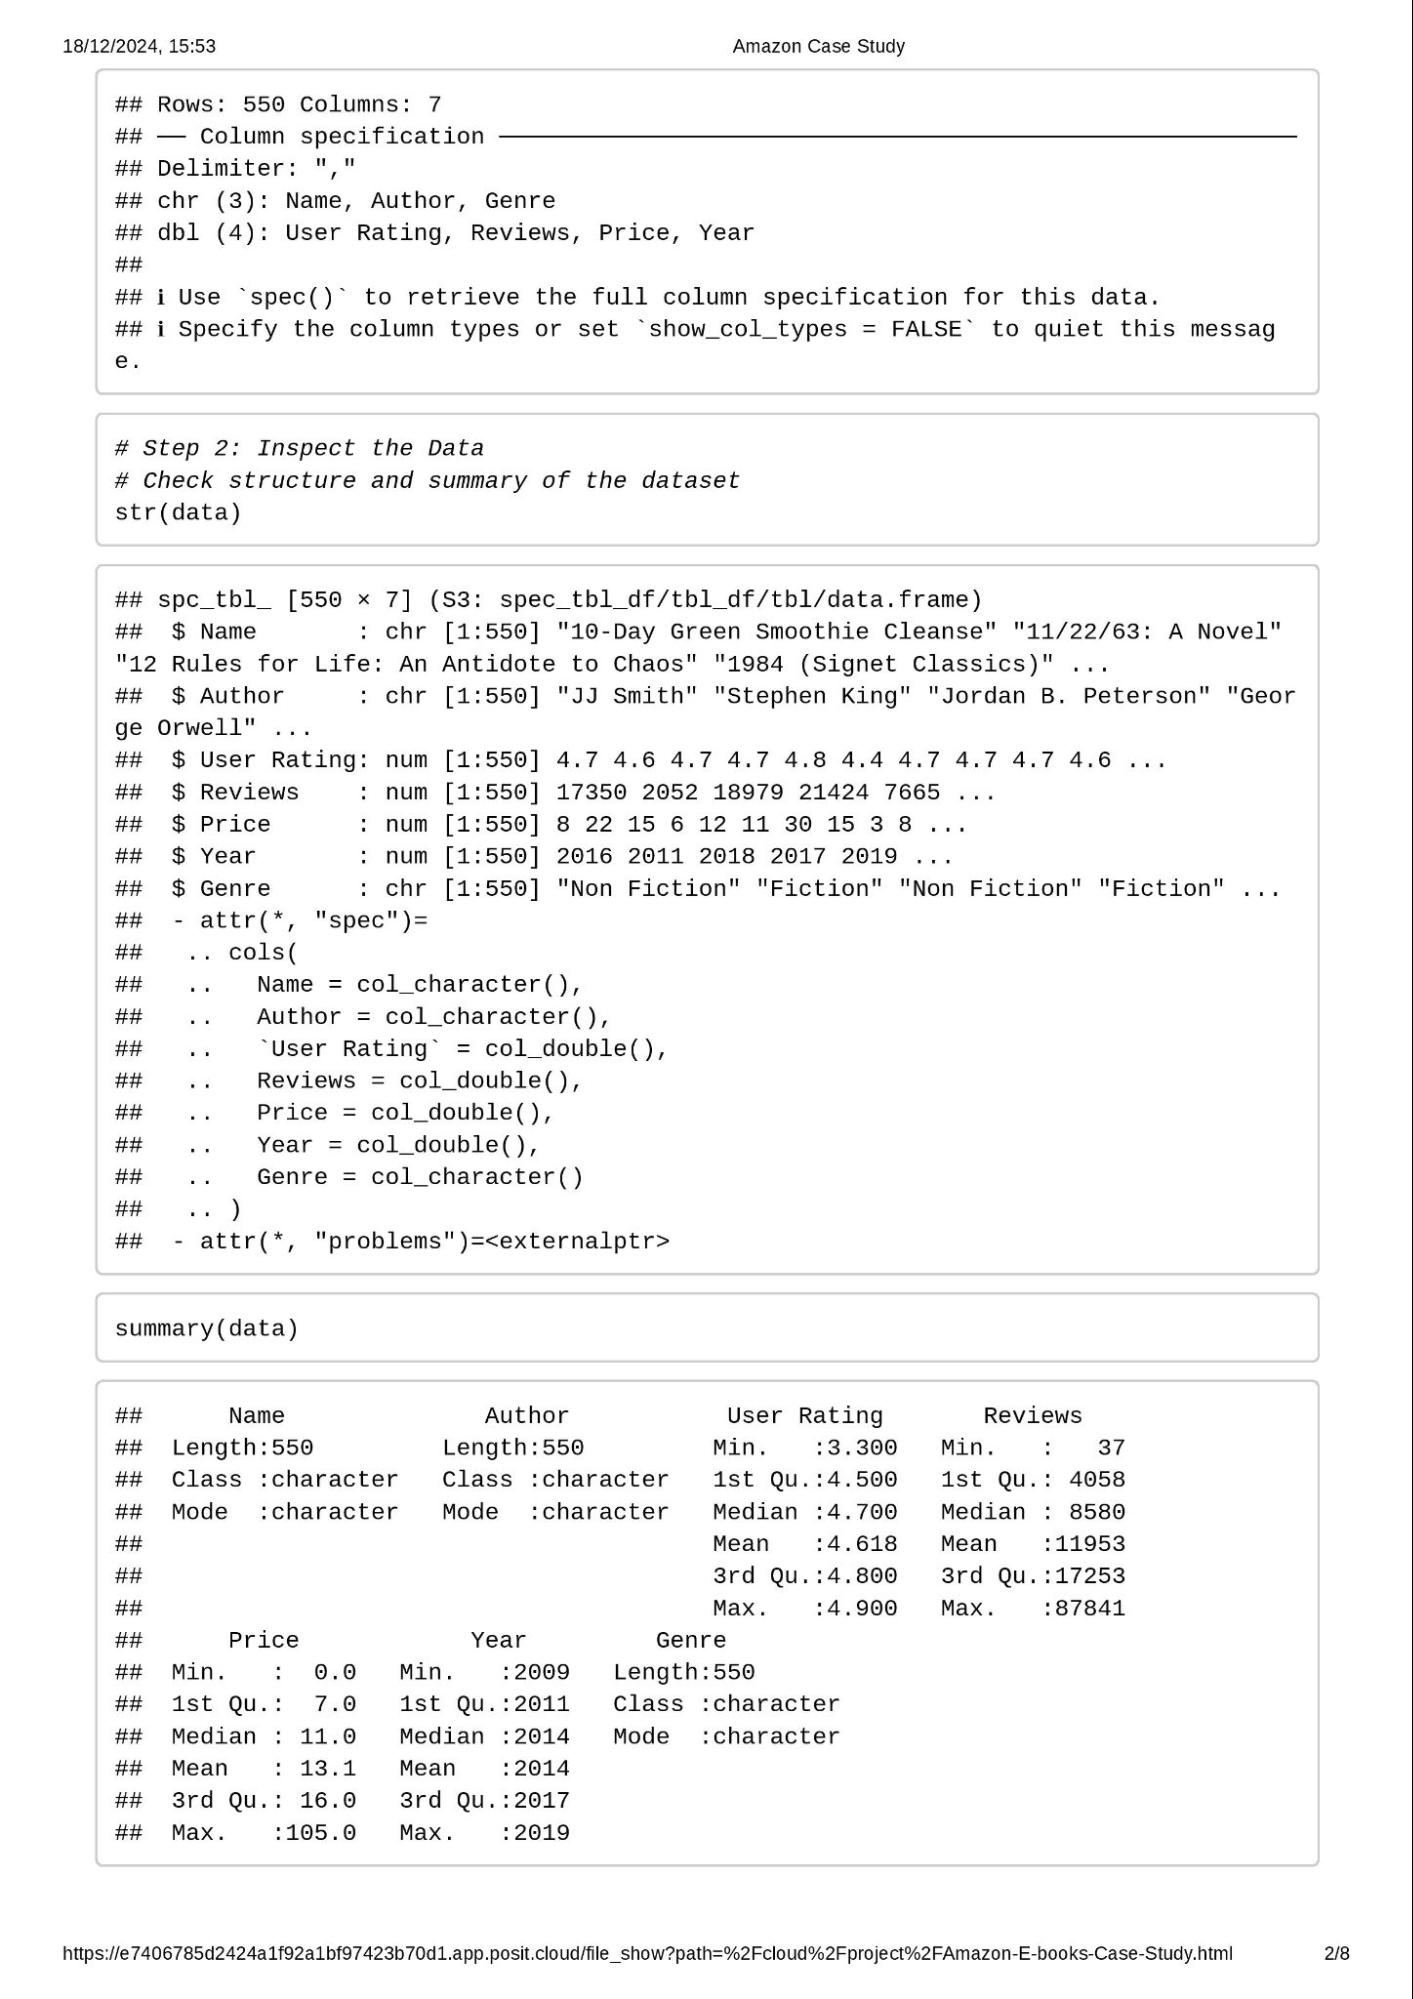 18/12/2024, 15:53 Amazon Case Study
## Rows: 550 Columns: 7
## ── Column specification ────────────────────────────────────────────────────────
## Delimiter: ","
## chr (3): Name, Author, Genre
## dbl (4): User Rating, Reviews, Price, Year
##
## ℹ Use `spec()` to retrieve the full column specification for this data.
## ℹ Specify the column types or set `show_col_types = FALSE` to quiet this messag
e.
# Step 2: Inspect the Data
# Check structure and summary of the dataset
str(data)
## spc_tbl_ [550 × 7] (S3: spec_tbl_df/tbl_df/tbl/data.frame)
##  $ Name       : chr [1:550] "10-Day Green Smoothie Cleanse" "11/22/63: A Novel"
"12 Rules for Life: An Antidote to Chaos" "1984 (Signet Classics)" ...
##  $ Author     : chr [1:550] "JJ Smith" "Stephen King" "Jordan B. Peterson" "Geor
ge Orwell" ...
##  $ User Rating: num [1:550] 4.7 4.6 4.7 4.7 4.8 4.4 4.7 4.7 4.7 4.6 ...
##  $ Reviews    : num [1:550] 17350 2052 18979 21424 7665 ...
##  $ Price      : num [1:550] 8 22 15 6 12 11 30 15 3 8 ...
##  $ Year       : num [1:550] 2016 2011 2018 2017 2019 ...
##  $ Genre      : chr [1:550] "Non Fiction" "Fiction" "Non Fiction" "Fiction" ...
##  - attr(*, "spec")=
##   .. cols(
##   ..   Name = col_character(),
##   ..   Author = col_character(),
##   ..   `User Rating` = col_double(),
##   ..   Reviews = col_double(),
##   ..   Price = col_double(),
##   ..   Year = col_double(),
##   ..   Genre = col_character()
##   .. )
##  - attr(*, "problems")=<externalptr>
summary(data)
##      Name              Author           User Rating       Reviews
##  Length:550         Length:550         Min.   :3.300   Min.   :   37
##  Class :character   Class :character   1st Qu.:4.500   1st Qu.: 4058
##  Mode  :character   Mode  :character   Median :4.700   Median : 8580
##                                        Mean   :4.618   Mean   :11953
##                                        3rd Qu.:4.800   3rd Qu.:17253
##                                        Max.   :4.900   Max.   :87841
##      Price            Year         Genre
##  Min.   :  0.0   Min.   :2009   Length:550
##  1st Qu.:  7.0   1st Qu.:2011   Class :character
##  Median : 11.0   Median :2014   Mode  :character
##  Mean   : 13.1   Mean   :2014
##  3rd Qu.: 16.0   3rd Qu.:2017
##  Max.   :105.0   Max.   :2019
https://e7406785d2424a1f92a1bf97423b70d1.app.posit.cloud/file_show?path=%2Fcloud%2Fproject%2FAmazon-E-books-Case-Study.html 2/8